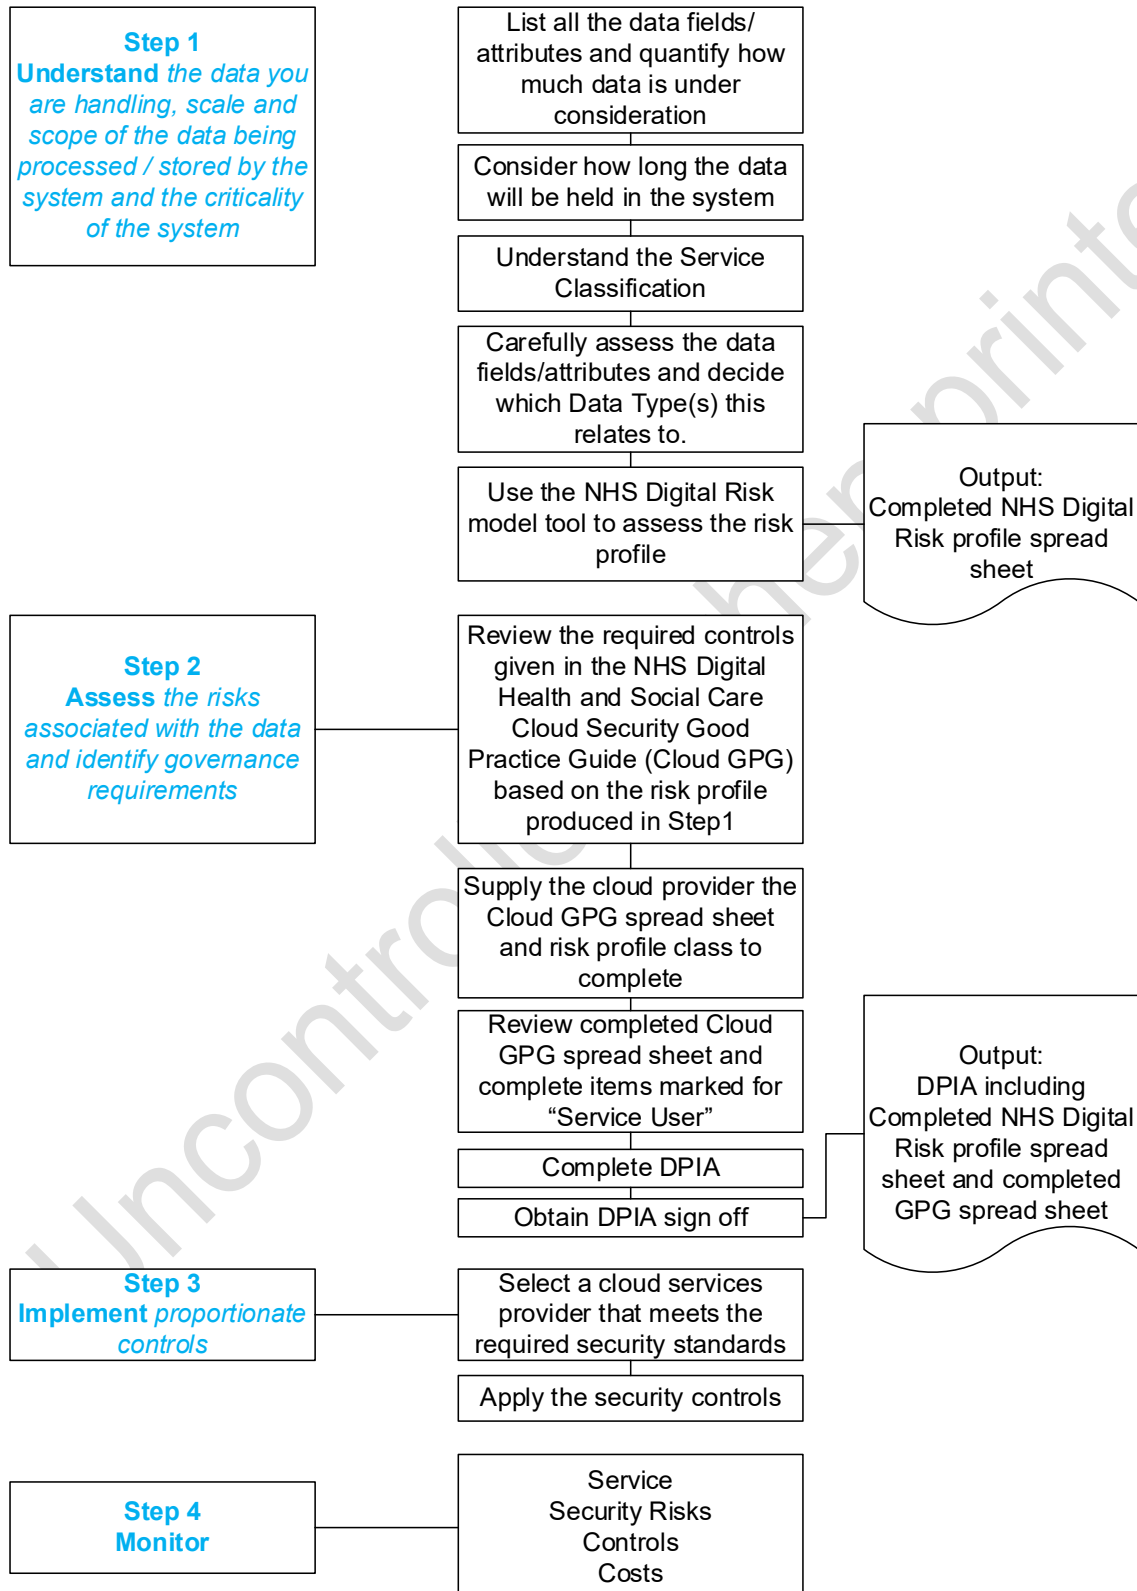 Step 1
Understand the data you
are handling, scale and
scope of the data being
processed / stored by the
system and the criticality
of the system
List all the data fields/
attributes and quantify how
much data is under
consideration
Consider how long the data
will be held in the system
Understand the Service
Classification
Carefully assess the data
fields/attributes and decide
which Data Type(s) this
relates to.
Use the NHS Digital Risk
model tool to assess the risk
profile
Output:
Completed NHS Digital
Risk profile spread
sheet
Step 2
Assess the risks
associated with the data
and identify governance
requirements
Review the required controls
given in the NHS Digital
Health and Social Care
Cloud Security Good
Practice Guide (Cloud GPG)
based on the risk profile
produced in Step1
Supply the cloud provider the
Cloud GPG spread sheet
and risk profile class to
complete
Review completed Cloud
GPG spread sheet and
complete items marked for
“Service User”
Complete DPIA
Obtain DPIA sign off
Output:
DPIA including
Completed NHS Digital
Risk profile spread
sheet and completed
GPG spread sheet
Step 3
Implement proportionate
controls
Select a cloud services
provider that meets the
required security standards
Apply the security controls
Step 4
Monitor
Service
Security Risks
Controls
Costs